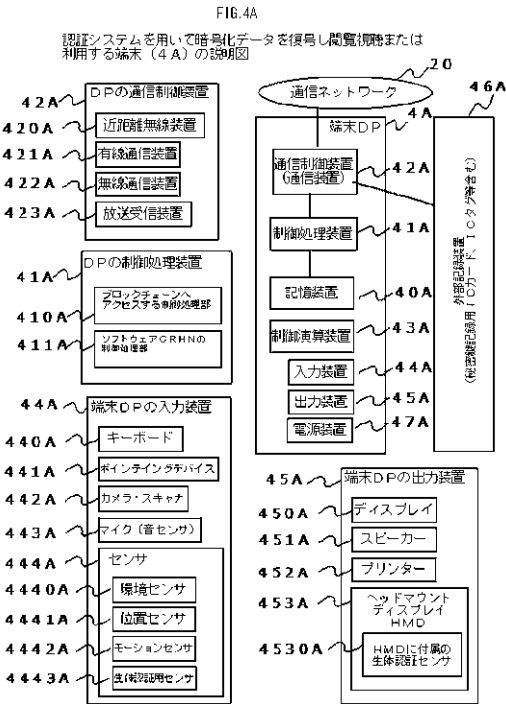 FIG.4A
認証システムを用いて暗号化データを復号し閲覧視聴または
利用する端末（4A）の説明図
20
通信ネットワーク
46A
42A
DPの通信制御装置
420A
近距離無線装置
421A
有線通信装置
422A
無線通信装置
423A
放送受信装置
4A
端末DP
通信制御装置
(通信装置)
42A
制御処理装置
41A
記憶装置
40A
制御演算装置
43A
入力装置
44A
出力装置
45A
電源装置
47A
外部記録装置
(秘密鍵記録用ICカード、ICタグ等含む)
41A
DPの制御処理装置
410A
ブロックチェーンへ
アクセスする制御処理部
411A
ソフトウェアCRHNの
制御処理部
44A
端末DPの入力装置
440A
キーボード
441A
ポインテイングデバイス
442A
カメラ・スキャナ
443A
マイク（音センサ）
444A
センサ
4440A
環境センサ
4441A
位置センサ
4442A
モーションセンサ
4443A
生体認証用センサ
45A
端末DPの出力装置
450A
ディスプレイ
451A
スピーカー
452A
プリンター
453A
ヘッドマウント
ディスプレイ
HMD
4530A
HMDに付属の
生体認証センサ